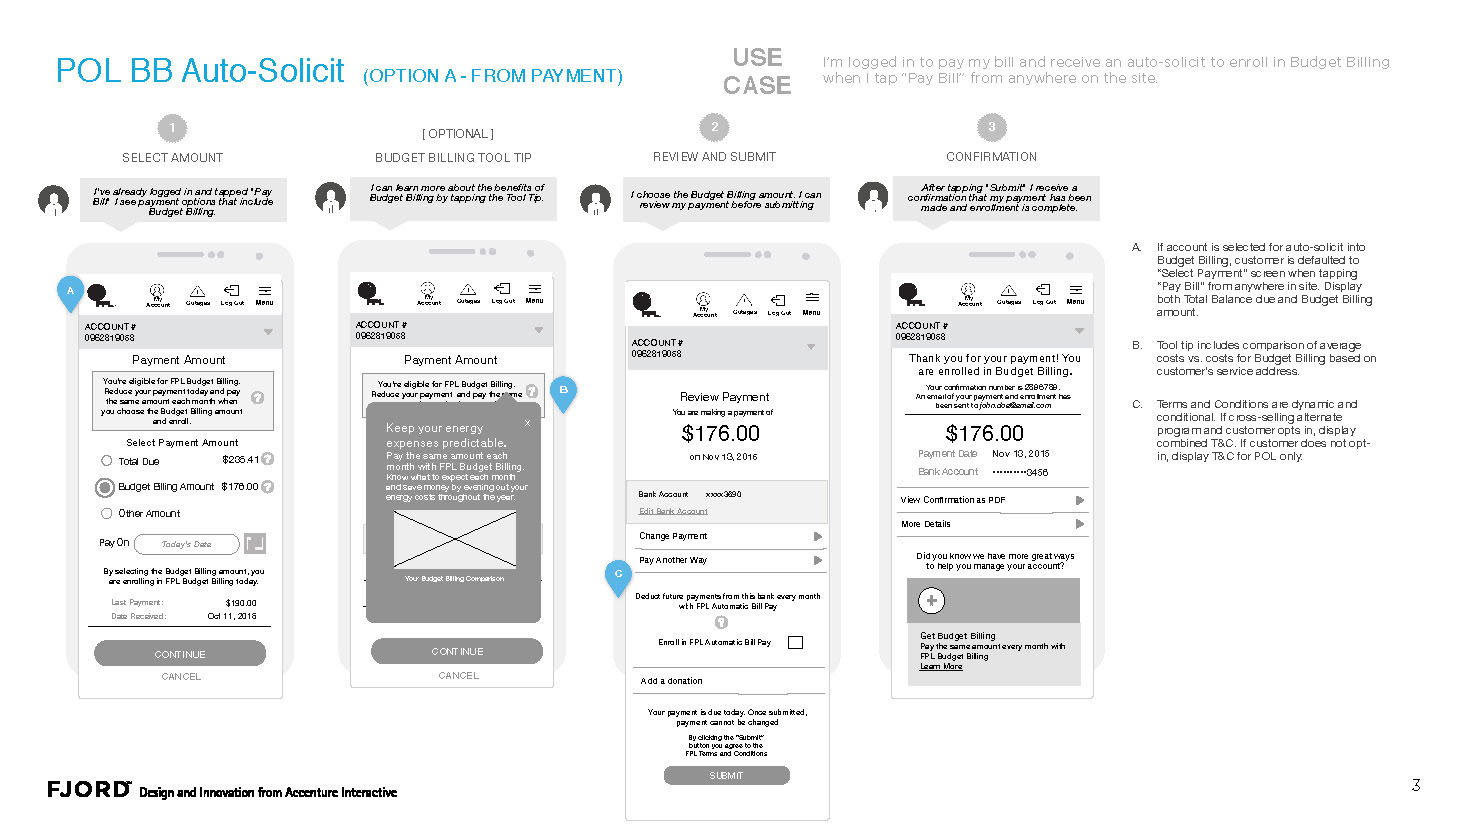 POL BB Auto-Solicit (OPTION A - FROM PAYMENT)
USE
CASE
I'm logged in to pay my bill and receive an auto-solicit to enroll in Budget Billing
when I tap "Pay Bill" from anywhere on the site.
1
SELECT AMOUNT
I've already logged in and tapped "Pay
Bill" I see payment options that include
Budget Billing.
A
My
Account
Outages
Log Out
Menu
ACCOUNT #
0962819058
Payment Amount
You're eligible for FPL Budget Billing.
Reduce your payment today and pay
the same amount each month when
you choose the Budget Billing amount
and enroll.
?
Select Payment Amount
Total Due $235.41 ?
Budget Billing Amount $176.00 ?
Other Amount
Pay On Today's Date
By selecting the Budget Billing amount, you
are enrolling in FPL Budget Billing today.
Last Payment: $190.00
Date Received: Oct 11, 2015
CONTINUE
CANCEL
[ OPTIONAL ]
BUDGET BILLING TOOL TIP
I can learn more about the benefits of
Budget Billing by tapping the Tool Tip.
My
Account
Outages
Log Out
Menu
ACCOUNT #
0962819058
Payment Amount
You're eligible for FPL Budget Billing.
Reduce your payment and pay the same
?
B
x
Keep your energy
expenses predictable.
Pay the same amount each
month with FPL Budget Billing.
Know what to expect each month
and save money by evening out your
energy costs throughout the year.
Your Budget Billing Comparison
CONTINUE
CANCEL
2
REVIEW AND SUBMIT
I choose the Budget Billing amount. I can
review my payment before submitting
My
Account
Outages
Log Out
Menu
ACCOUNT #
0962819058
Review Payment
You are making a payment of
$176.00
on Nov 13, 2015
Bank Account xxxx3690
Edit Bank Account
Change Payment
Pay Another Way
C
Deduct future payments from this bank every month
with FPL Automatic Bill Pay
?
Enroll in FPL Automatic Bill Pay
Add a donation
Your payment is due today. Once submitted,
payment cannot be changed
By clicking the "Submit"
button you agree to the
FPL Terms and Conditions
SUBMIT
3
CONFIRMATION
After tapping "Submit" I receive a
confirmation that my payment has been
made and enrollment is complete.
My
Account
Outages
Log Out
Menu
ACCOUNT #
0962819058
Thank you for your payment! You
are enrolled in Budget Billing.
Your confirmation number is 2896789.
An email of your payment and enrollment has
been sent to john.doe@email.com
$176.00
Payment Date Nov 13, 2015
Bank Account ••••••••••3456
View Confirmation as PDF
More Details
Did you know we have more great ways
to help you manage your account?
Get Budget Billing
Pay the same amount every month with
FPL Budget Billing
Learn More
A. If account is selected for auto-solicit into
Budget Billing, customer is defaulted to
"Select Payment" screen when tapping
"Pay Bill" from anywhere in site. Display
both Total Balance due and Budget Billing
amount.
B. Tool tip includes comparison of average
costs vs. costs for Budget Billing based on
customer's service address.
C. Terms and Conditions are dynamic and
conditional. If cross-selling alternate
program and customer opts in, display
combined T&C. If customer does not opt-
in, display T&C for POL only.
FJORD Design and Innovation from Accenture Interactive
3